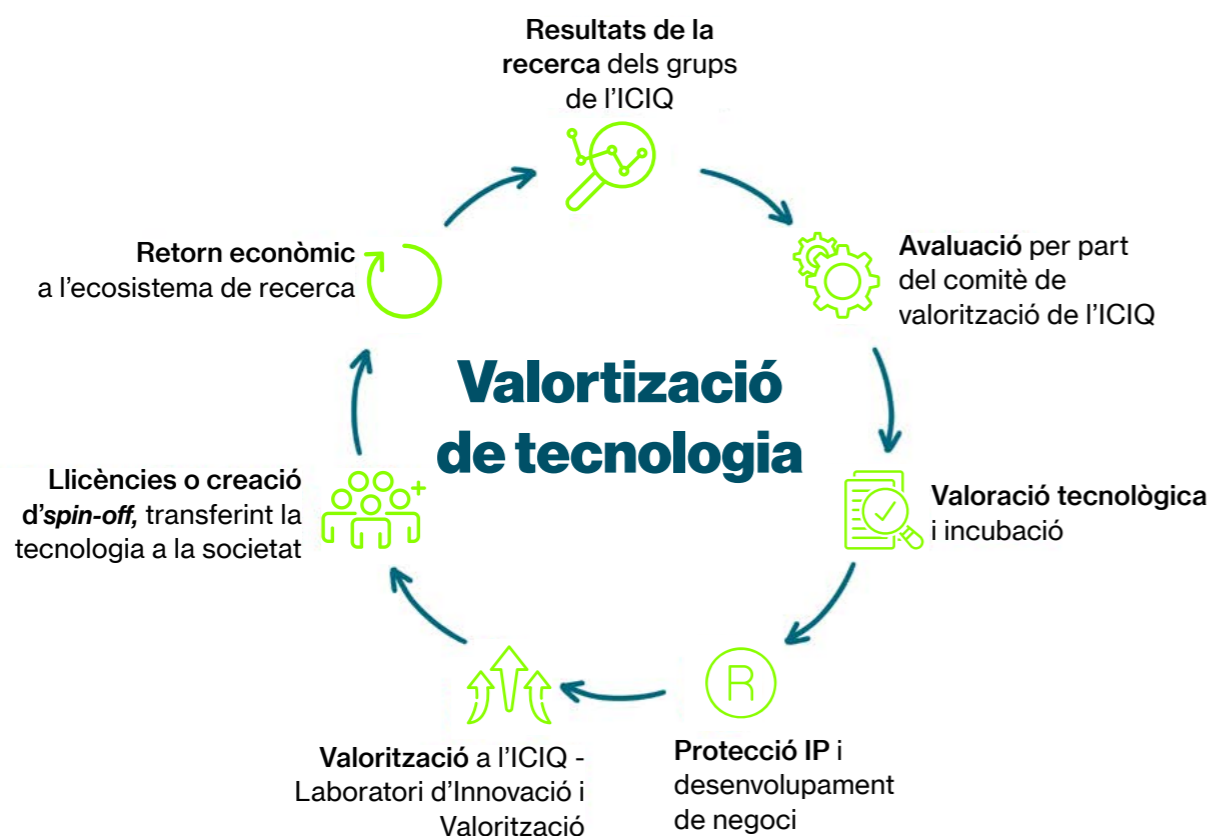 Resultats de la
recerca dels grups
de l'ICIQ
Avaluació per part
del comitè de
valorització de l'ICIQ
Valoració tecnològica
i incubació
Protecció IP i
desenvolupament
de negoci
Valorització a l'ICIQ -
Laboratori d'Innovació i
Valorització
Llicències o creació
d'spin-off, transferint la
tecnologia a la societat
Retorn econòmic
a l'ecosistema de recerca
Valortizació
de tecnologia
R